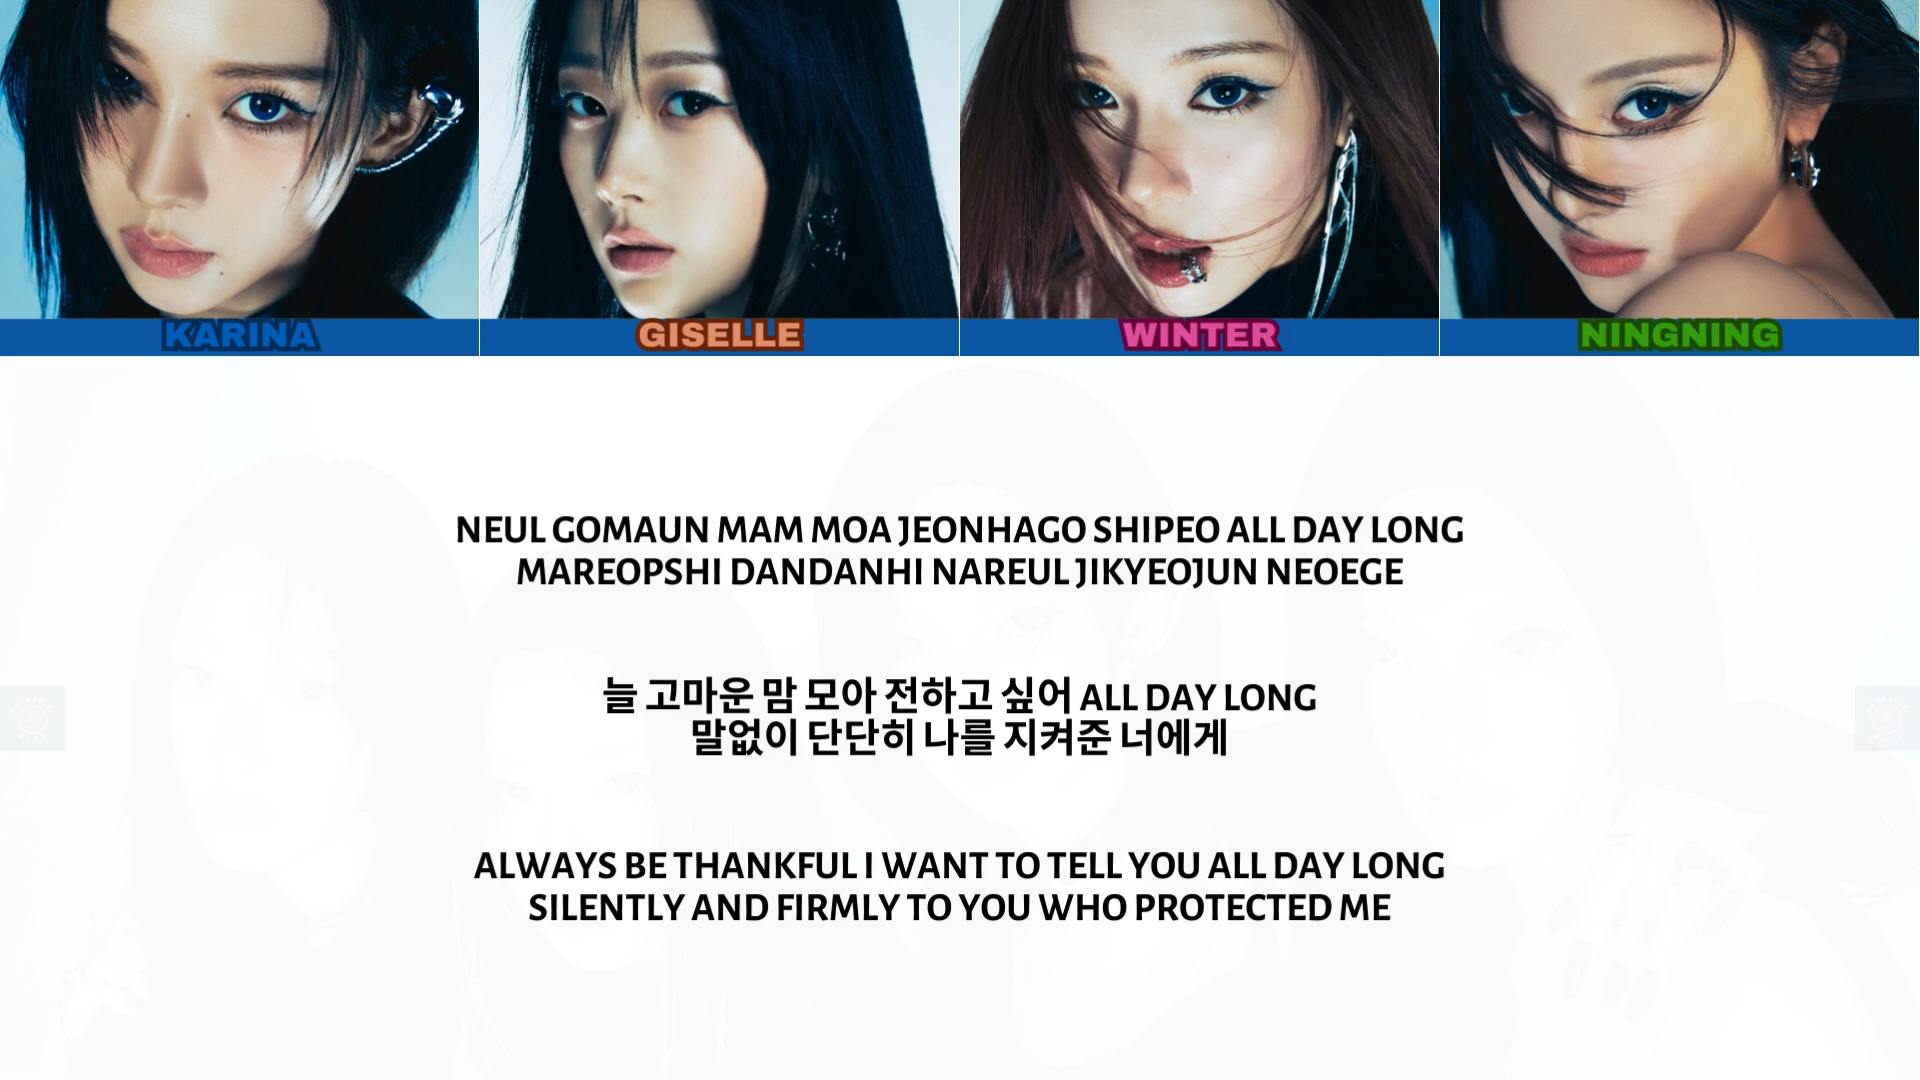 KARINA
GISELLE
WINTER
NINGNING
NEUL GOMAUN MAM MOA JEONHAGO SHIPEO ALL DAY LONG
MAREOPSHI DANDANHI NAREUL JIKYEOJUN NEOEGE
늘 고마운 맘 모아 전하고 싶어 ALL DAY LONG
말없이 단단히 나를 지켜준 너에게
ALWAYS BE THANKFUL I WANT TO TELL YOU ALL DAY LONG
SILENTLY AND FIRMLY TO YOU WHO PROTECTED ME